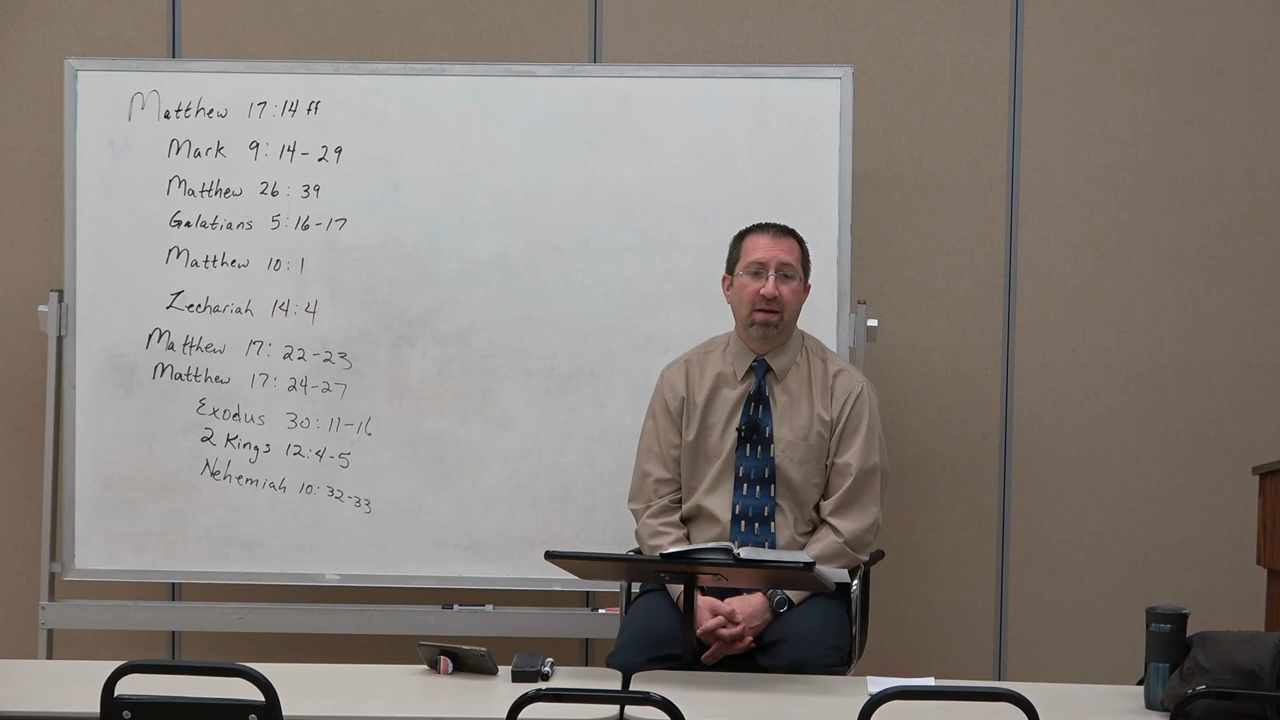 Matthew 17:14 ff
Mark 9:14-29
Matthew 26:39
Galatians 5:16-17
Matthew 10:1
Zechariah 14:4
Matthew 17:22-23
Matthew 17:24-27
Exodus 30:11-16
2 Kings 12:4-5
Nehemiah 10:32-33